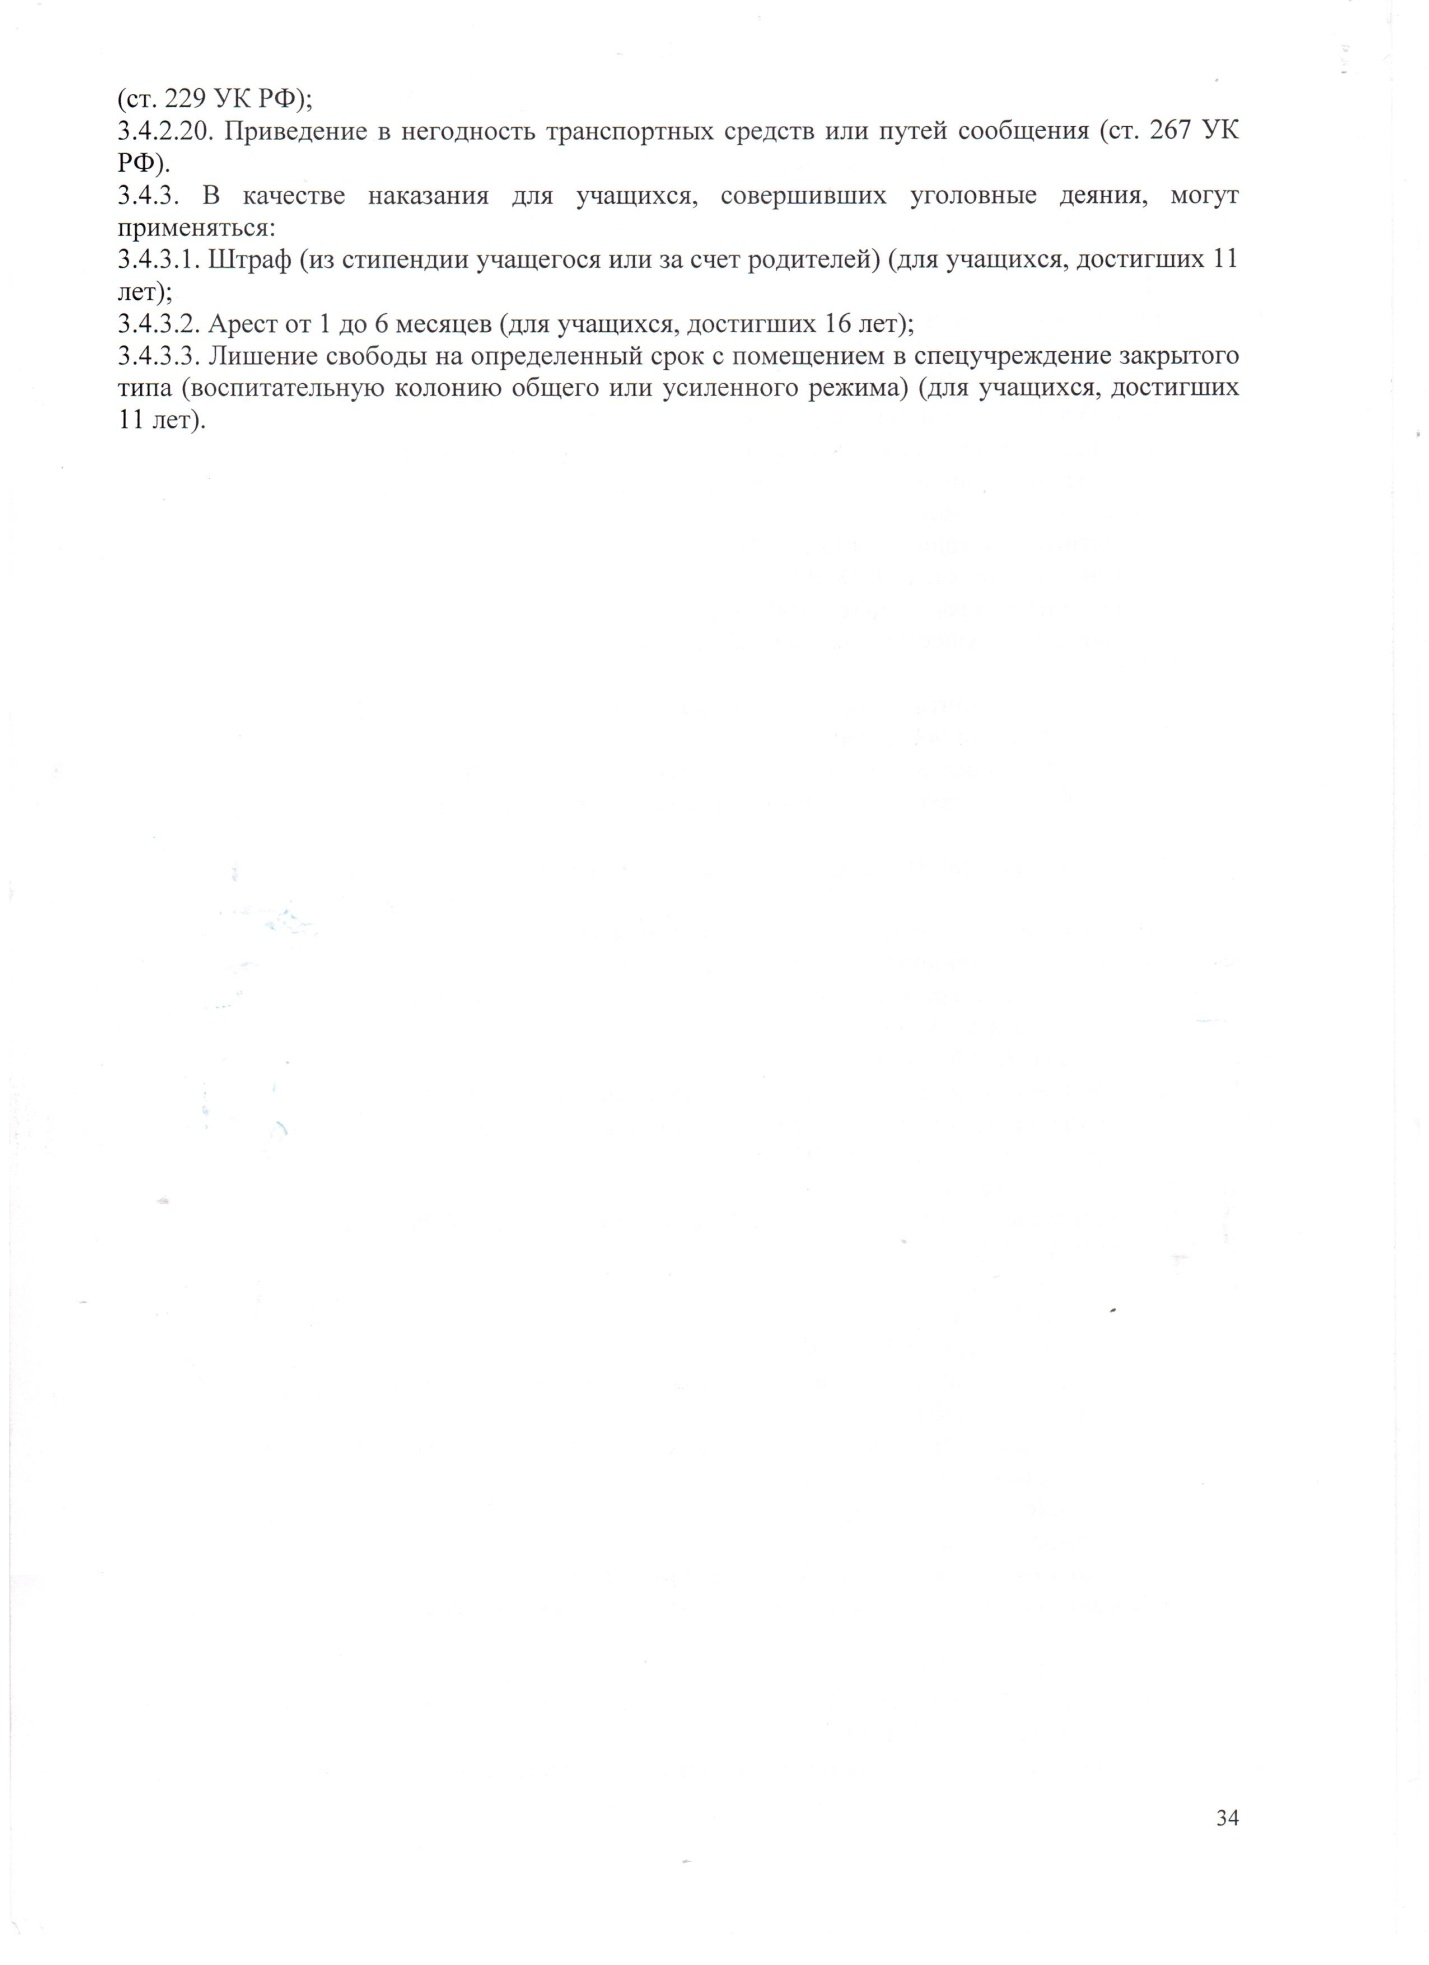 (ст. 229 УК РФ);
3.4.2.20. Приведение в негодность транспортных средств или путей сообщения (ст. 267 УК
РФ).
3.4.3. В качестве наказания для учащихся, совершивших уголовные деяния, могут
применяться:
3.4.3.1. Штраф (из стипендии учащегося или за счет родителей) (для учащихся, достигших 11
лет);
3.4.3.2. Арест от 1 до 6 месяцев (для учащихся, достигших 16 лет);
3.4.3.3. Лишение свободы на определенный срок с помещением в спецучреждение закрытого
типа (воспитательную колонию общего или усиленного режима) (для учащихся, достигших
11 лет).
34